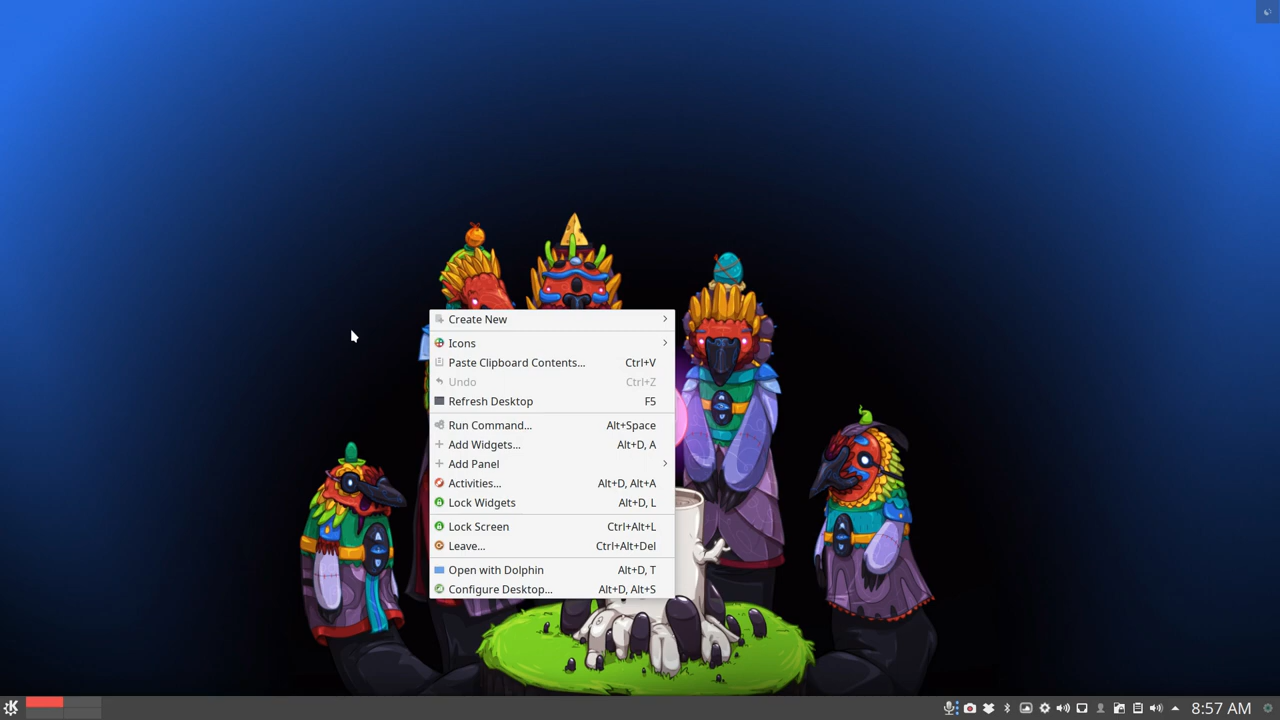 Create New
Icons
Paste Clipboard Contents... Ctrl+V
Undo Ctrl+Z
Refresh Desktop F5
Run Command... Alt+Space
Add Widgets... Alt+D, A
Add Panel
Activities... Alt+D, Alt+A
Lock Widgets Alt+D, L
Lock Screen Ctrl+Alt+L
Leave... Ctrl+Alt+Del
Open with Dolphin Alt+D, T
Configure Desktop... Alt+D, Alt+S
8:57 AM